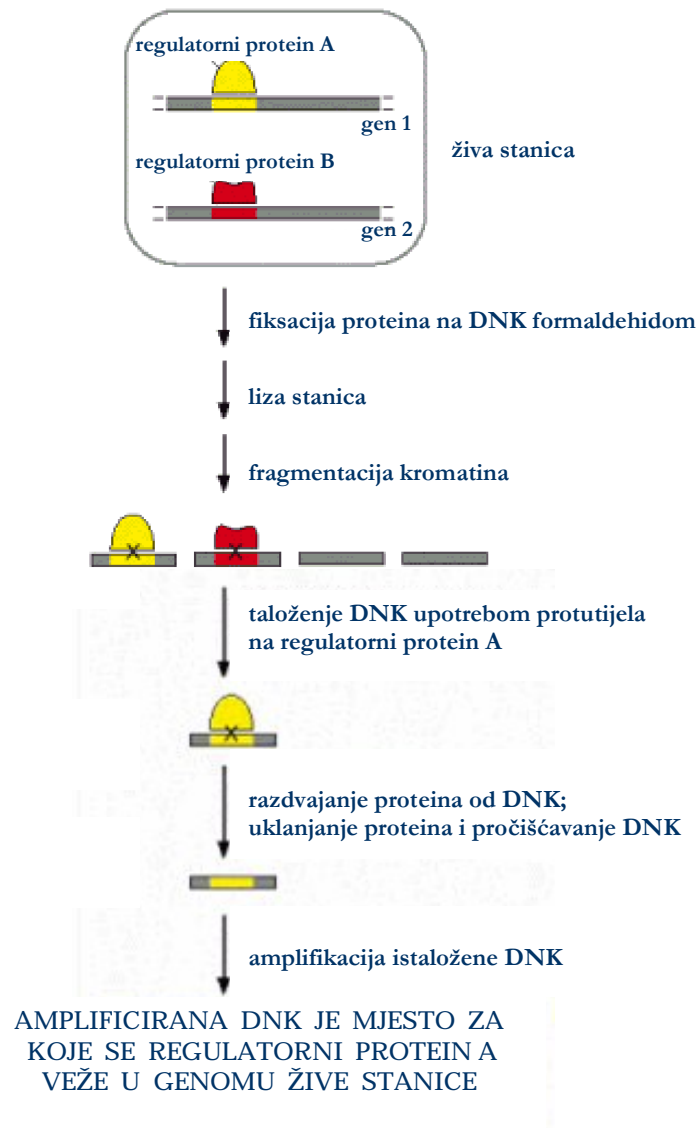 regulatorni protein A
gen 1
regulatorni protein B
živa stanica
gen 2
fiksacija proteina na DNK formaldehidom
liza stanica
fragmentacija kromatina
taloženje DNK upotrebom protutijela
na regulatorni protein A
razdvajanje proteina od DNK;
uklanjanje proteina i pročišćavanje DNK
amplifikacija istaložene DNK
AMPLIFICIRANA DNK JE MJESTO ZA
KOJE SE REGULATORNI PROTEIN A
VEŽE U GENOMU ŽIVE STANICE